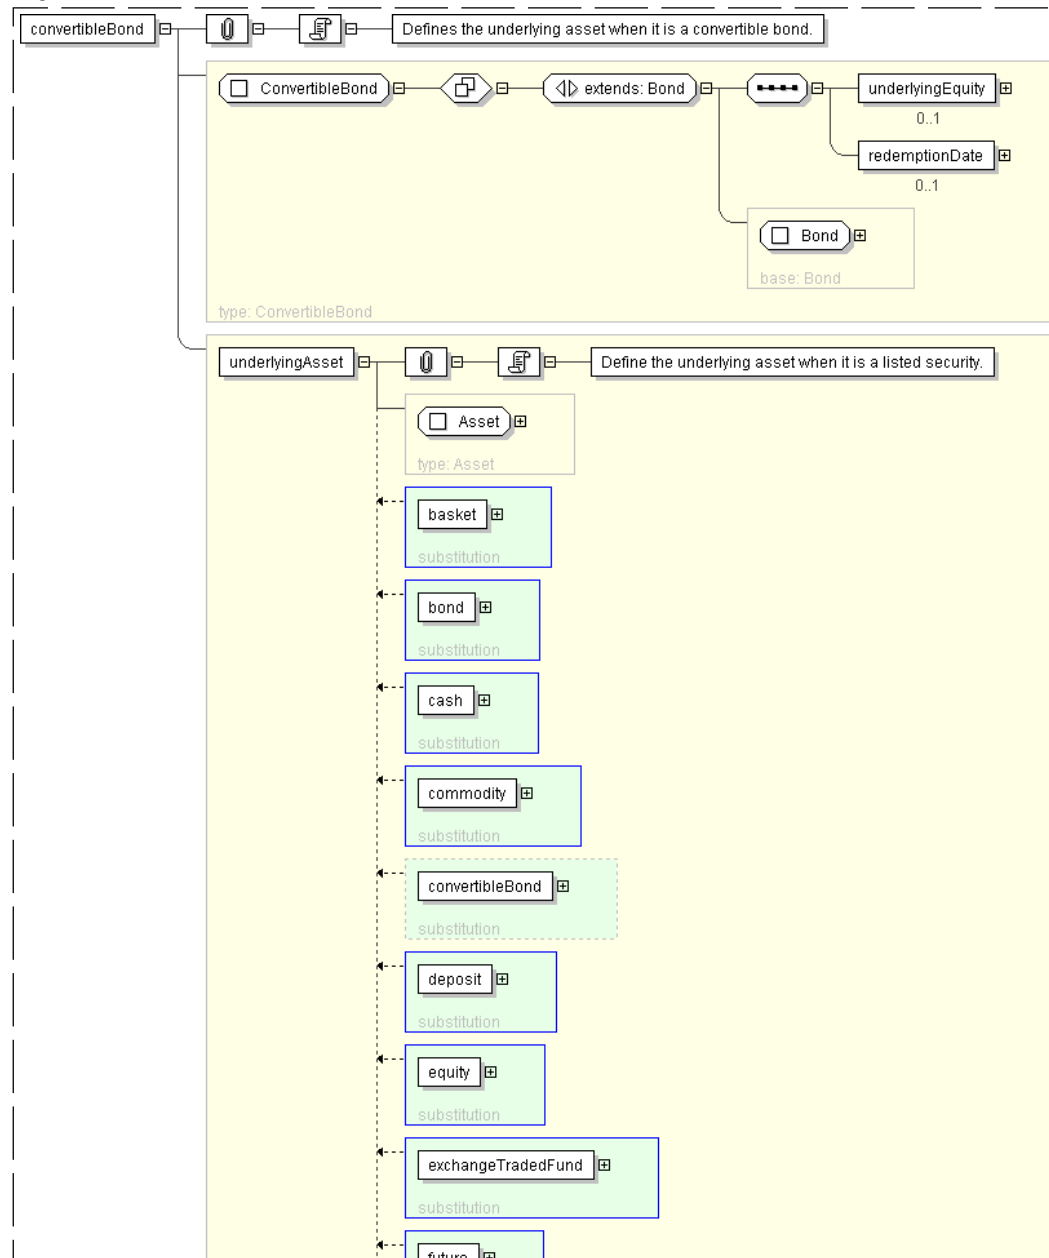 convertibleBond
Defines the underlying asset when it is a convertible bond.
ConvertibleBond
extends: Bond
underlyingEquity
0..1
redemptionDate
0..1
Bond
base: Bond
type: ConvertibleBond
underlyingAsset
Define the underlying asset when it is a listed security.
Asset
type: Asset
basket
substitution
bond
substitution
cash
substitution
commodity
substitution
convertibleBond
substitution
deposit
substitution
equity
substitution
exchangeTradedFund
substitution
future